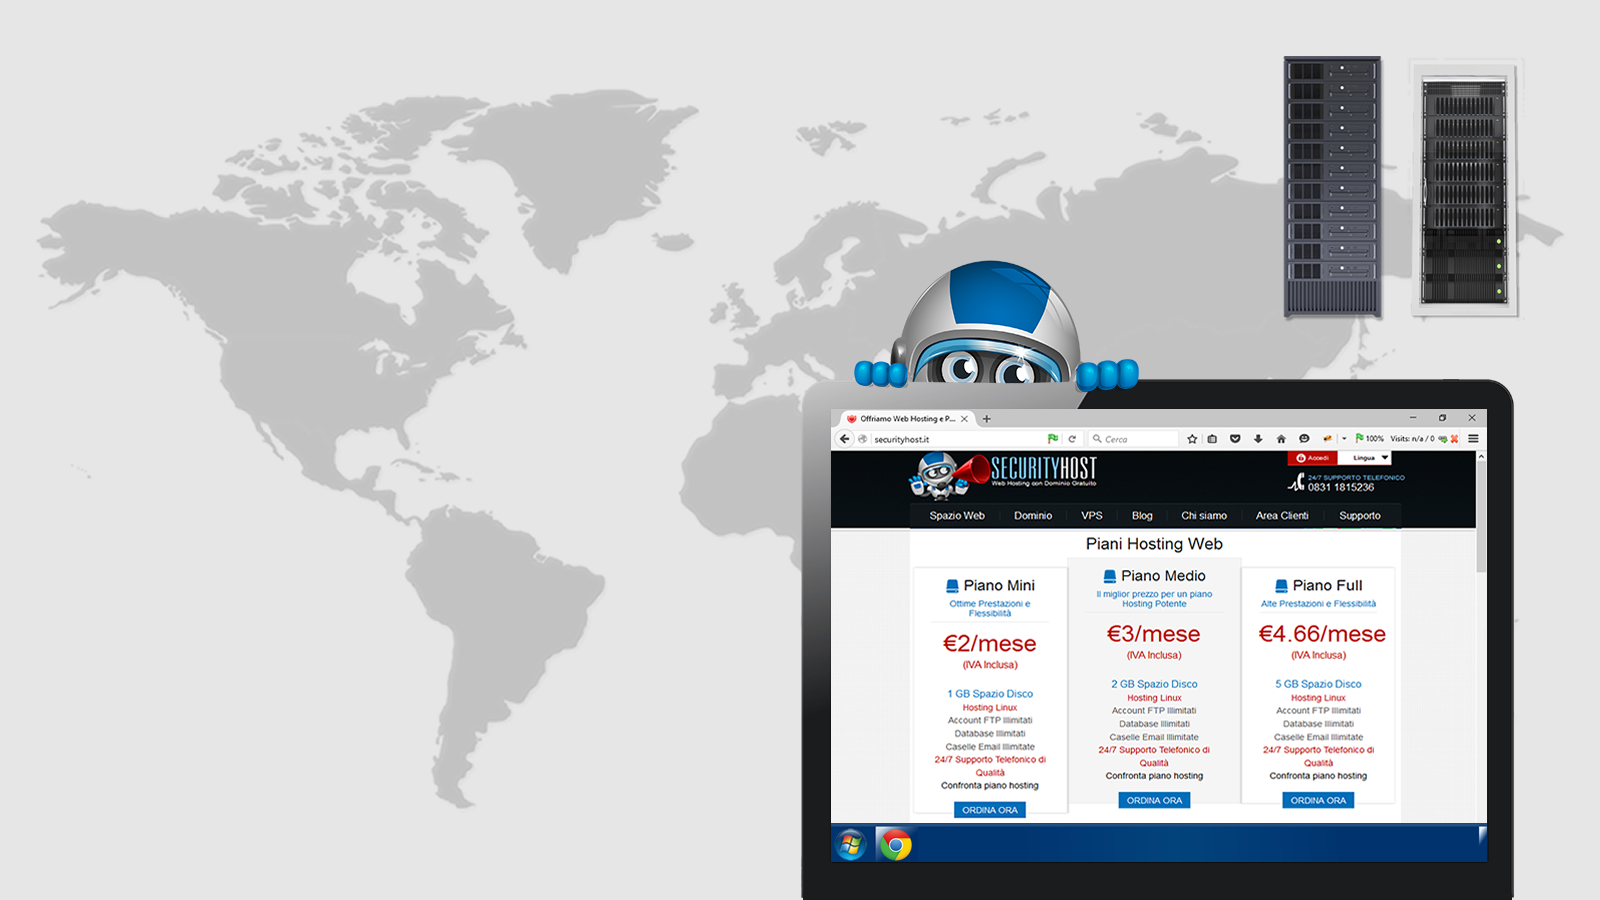 Offriamo Web Hosting e P...
securityhost.it
Cerca
100%
Visits: n/a / 0
SECURITYHOST
Web Hosting con Dominio Gratuito
Accedi
Lingua
24/7 SUPPORTO TELEFONICO
0831 1815236
Spazio Web
Dominio
VPS
Blog
Chi siamo
Area Clienti
Supporto
Piani Hosting Web
Piano Mini
Ottime Prestazioni e
Flessibilità
€2/mese
(IVA Inclusa)
1 GB Spazio Disco
Hosting Linux
Account FTP Illimitati
Database Illimitati
Caselle Email Illimitate
24/7 Supporto Telefonico di
Qualità
Confronta piano hosting
ORDINA ORA
Piano Medio
Il miglior prezzo per un piano
Hosting Potente
€3/mese
(IVA Inclusa)
2 GB Spazio Disco
Hosting Linux
Account FTP Illimitati
Database Illimitati
Caselle Email Illimitate
24/7 Supporto Telefonico di
Qualità
Confronta piano hosting
ORDINA ORA
Piano Full
Alte Prestazioni e Flessibilità
€4.66/mese
(IVA Inclusa)
5 GB Spazio Disco
Hosting Linux
Account FTP Illimitati
Database Illimitati
Caselle Email Illimitate
24/7 Supporto Telefonico di
Qualità
Confronta piano hosting
ORDINA ORA